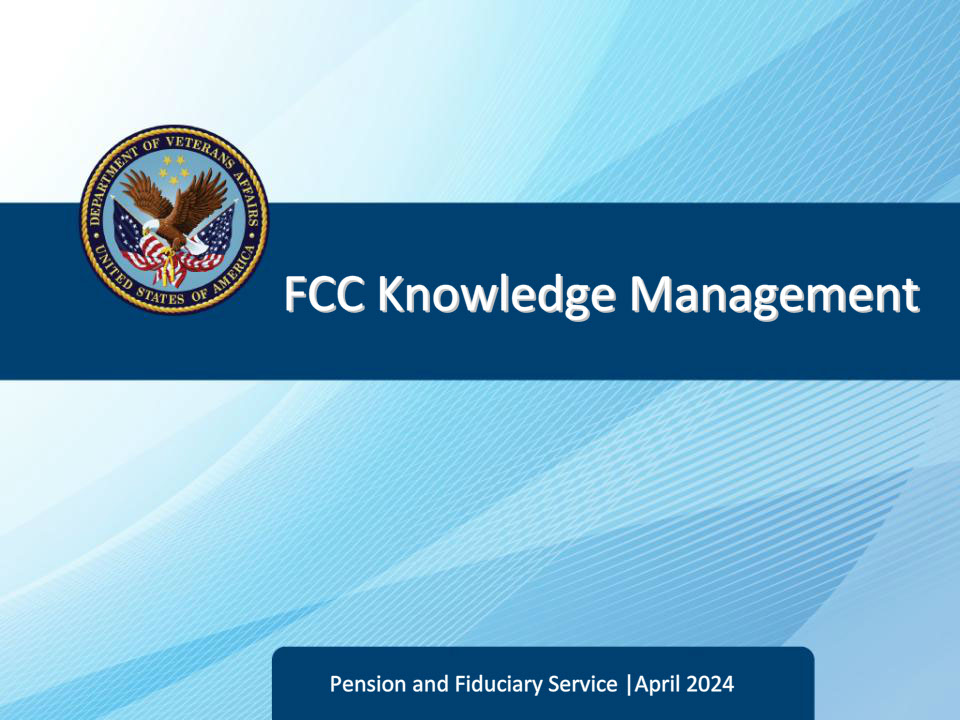 DEPARTMENT OF VETERANS AFFAIRS
UNITED STATES OF AMERICA
FCC Knowledge Management
Pension and Fiduciary Service |April 2024